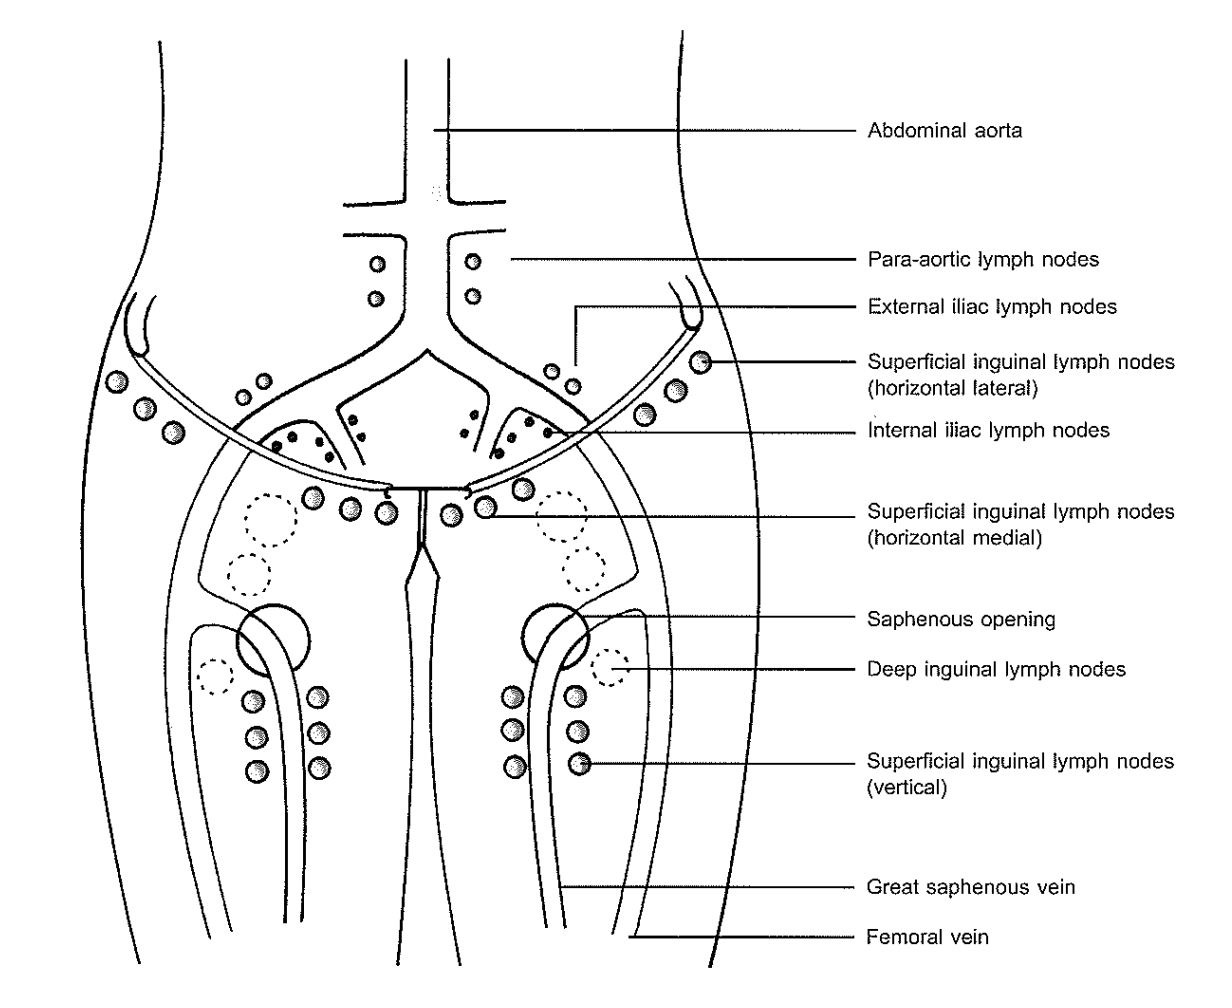 Abdominal aorta
Para-aortic lymph nodes
External iliac lymph nodes
Superficial inguinal lymph nodes
(horizontal lateral)
Internal iliac lymph nodes
Superficial inguinal lymph nodes
(horizontal medial)
Saphenous opening
Deep inguinal lymph nodes
Superficial inguinal lymph nodes
(vertical)
Great saphenous vein
Femoral vein